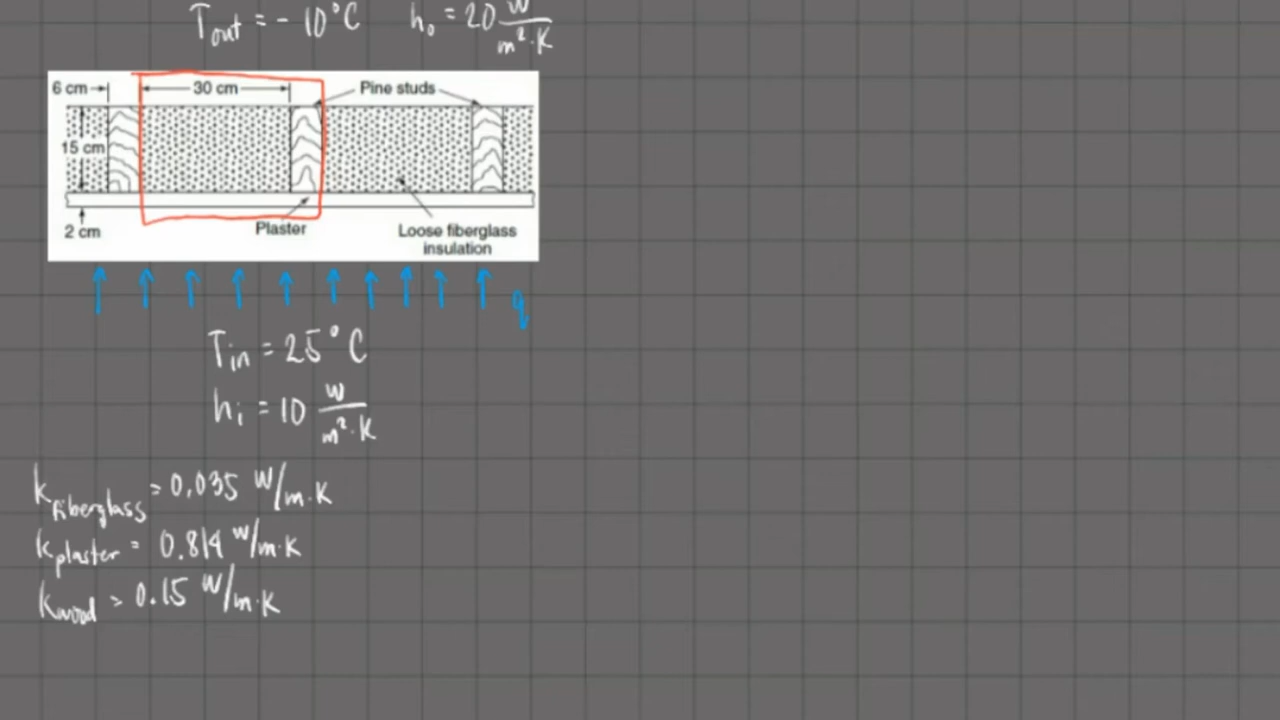 T_out = - 10°C h_o = 20 W/m²·K
6 cm 30 cm Pine studs
15 cm
2 cm Plaster Loose fiberglass
insulation
q
T_in = 25°C
h_i = 10 W/m²·K
k_fiberglass = 0.035 W/m·K
k_plaster = 0.814 W/m·K
k_wood = 0.15 W/m·K